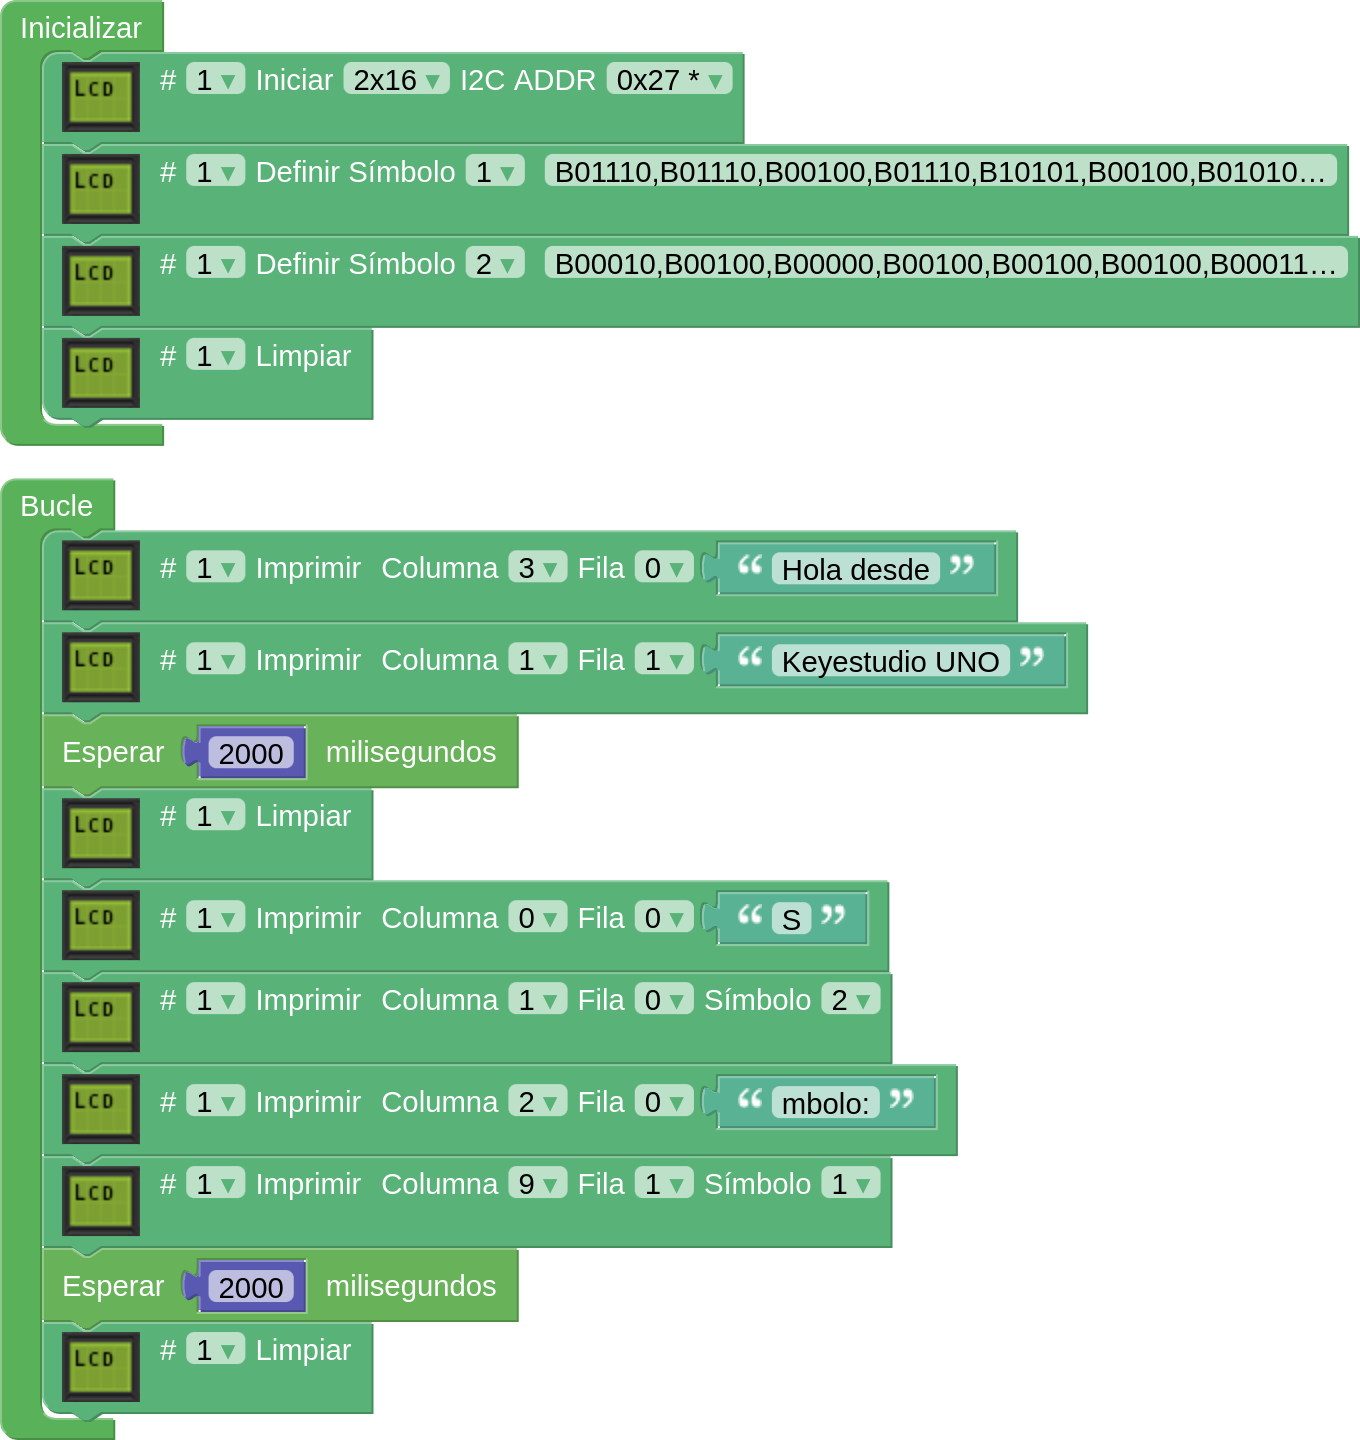 Inicializar
LCD # 1 ▼ Iniciar 2x16 ▼ I2C ADDR 0x27 * ▼
LCD # 1 ▼ Definir Símbolo 1 ▼ B01110,B01110,B00100,B01110,B10101,B00100,B01010…
LCD # 1 ▼ Definir Símbolo 2 ▼ B00010,B00100,B00000,B00100,B00100,B00100,B00011…
LCD # 1 ▼ Limpiar
Bucle
LCD # 1 ▼ Imprimir Columna 3 ▼ Fila 0 ▼ “ Hola desde ”
LCD # 1 ▼ Imprimir Columna 1 ▼ Fila 1 ▼ “ Keyestudio UNO ”
Esperar 2000 milisegundos
LCD # 1 ▼ Limpiar
LCD # 1 ▼ Imprimir Columna 0 ▼ Fila 0 ▼ “ S ”
LCD # 1 ▼ Imprimir Columna 1 ▼ Fila 0 ▼ Símbolo 2 ▼
LCD # 1 ▼ Imprimir Columna 2 ▼ Fila 0 ▼ “ mbolo: ”
LCD # 1 ▼ Imprimir Columna 9 ▼ Fila 1 ▼ Símbolo 1 ▼
Esperar 2000 milisegundos
LCD # 1 ▼ Limpiar